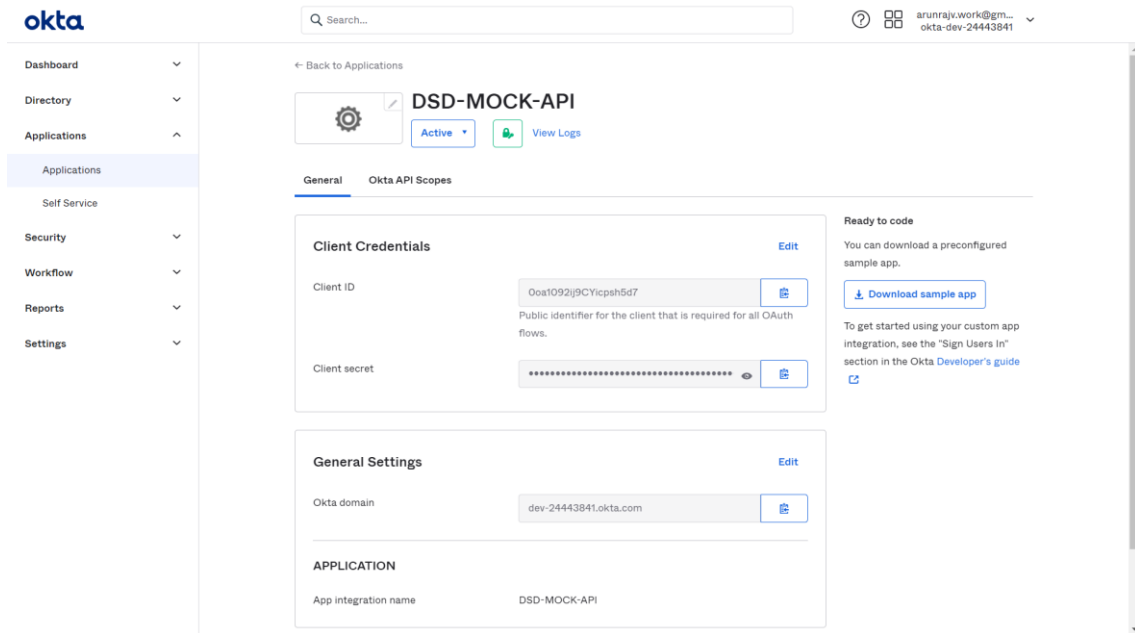 okta
Search...
arunrajv.work@gm...
okta-dev-24443841
Dashboard
Directory
Applications
Applications
Self Service
Security
Workflow
Reports
Settings
← Back to Applications
DSD-MOCK-API
Active
View Logs
General Okta API Scopes
Client Credentials Edit
Client ID
0oa1092ij9CYicpsh5d7
Public identifier for the client that is required for all OAuth
flows.
Client secret
••••••••••••••••••••••••••••••••••••••••
General Settings Edit
Okta domain
dev-24443841.okta.com
APPLICATION
App integration name DSD-MOCK-API
Ready to code
You can download a preconfigured
sample app.
Download sample app
To get started using your custom app
integration, see the "Sign Users In"
section in the Okta Developer's guide